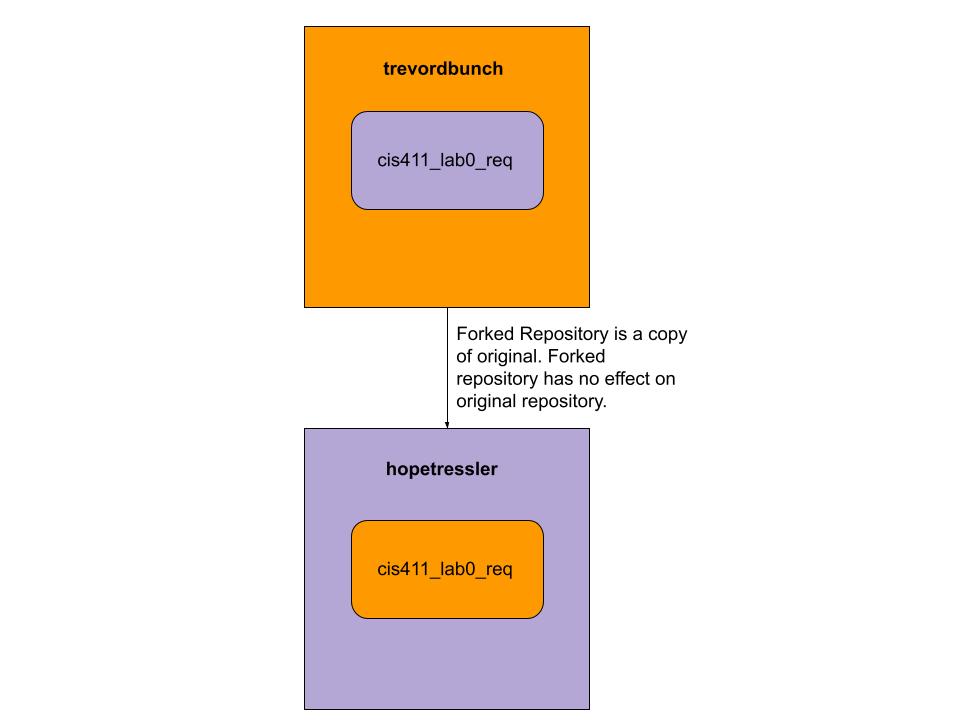 trevordbunch
cis411_lab0_req
Forked Repository is a copy
of original. Forked
repository has no effect on
original repository.
hopetressler
cis411_lab0_req